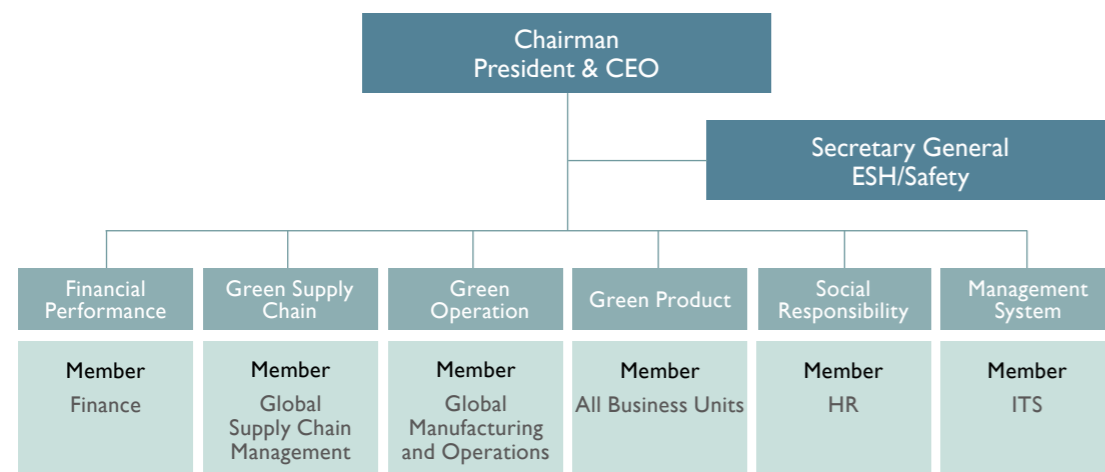 Chairman
President & CEO
Secretary General
ESH/Safety
Financial
Performance
Green Supply
Chain
Green
Operation
Green Product
Social
Responsibility
Management
System
Member
Finance
Member
Global
Supply Chain
Management
Member
Global
Manufacturing
and Operations
Member
All Business Units
Member
HR
Member
ITS